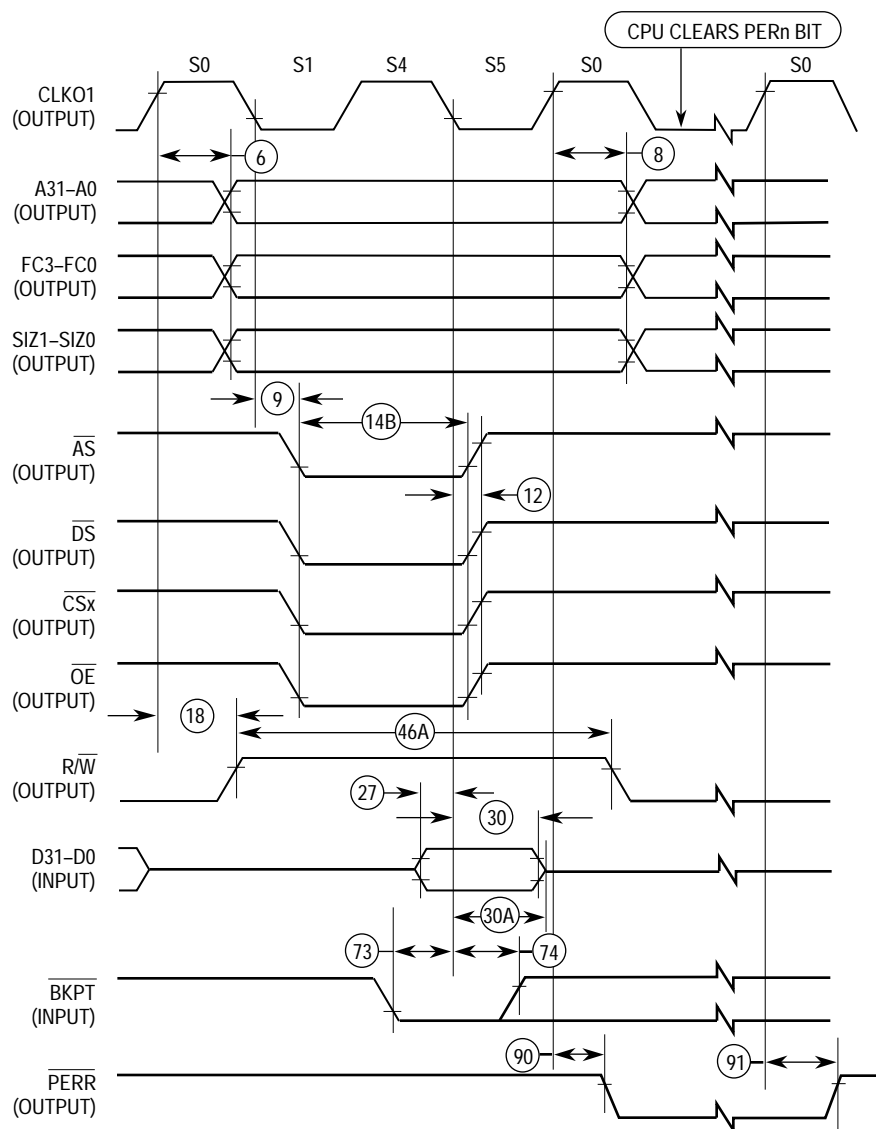 CPU CLEARS PERn BIT
S0 S1 S4 S5 S0 S0
CLKO1
(OUTPUT)
6 8
A31–A0
(OUTPUT)
FC3–FC0
(OUTPUT)
SIZ1–SIZ0
(OUTPUT)
9
14B
AS
(OUTPUT)
12
DS
(OUTPUT)
CSx
(OUTPUT)
OE
(OUTPUT)
18
46A
R/W
(OUTPUT)
27
30
D31–D0
(INPUT)
30A
73 74
BKPT
(INPUT)
90 91
PERR
(OUTPUT)